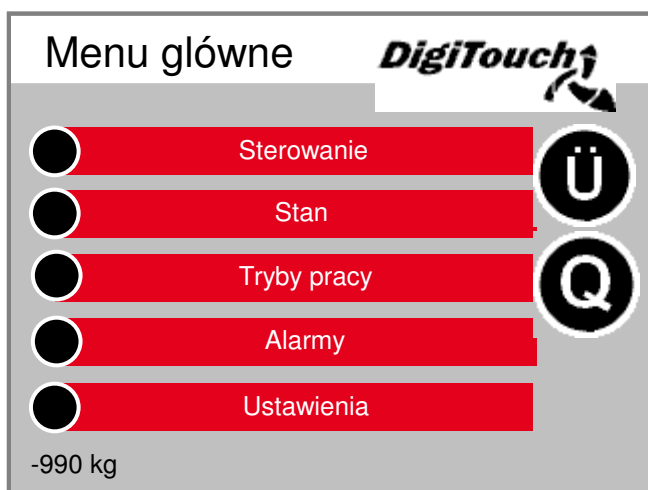 Menu glówne
DigiTouch
Sterowanie
Ü
Stan
Tryby pracy
Q
Alarmy
Ustawienia
-990 kg